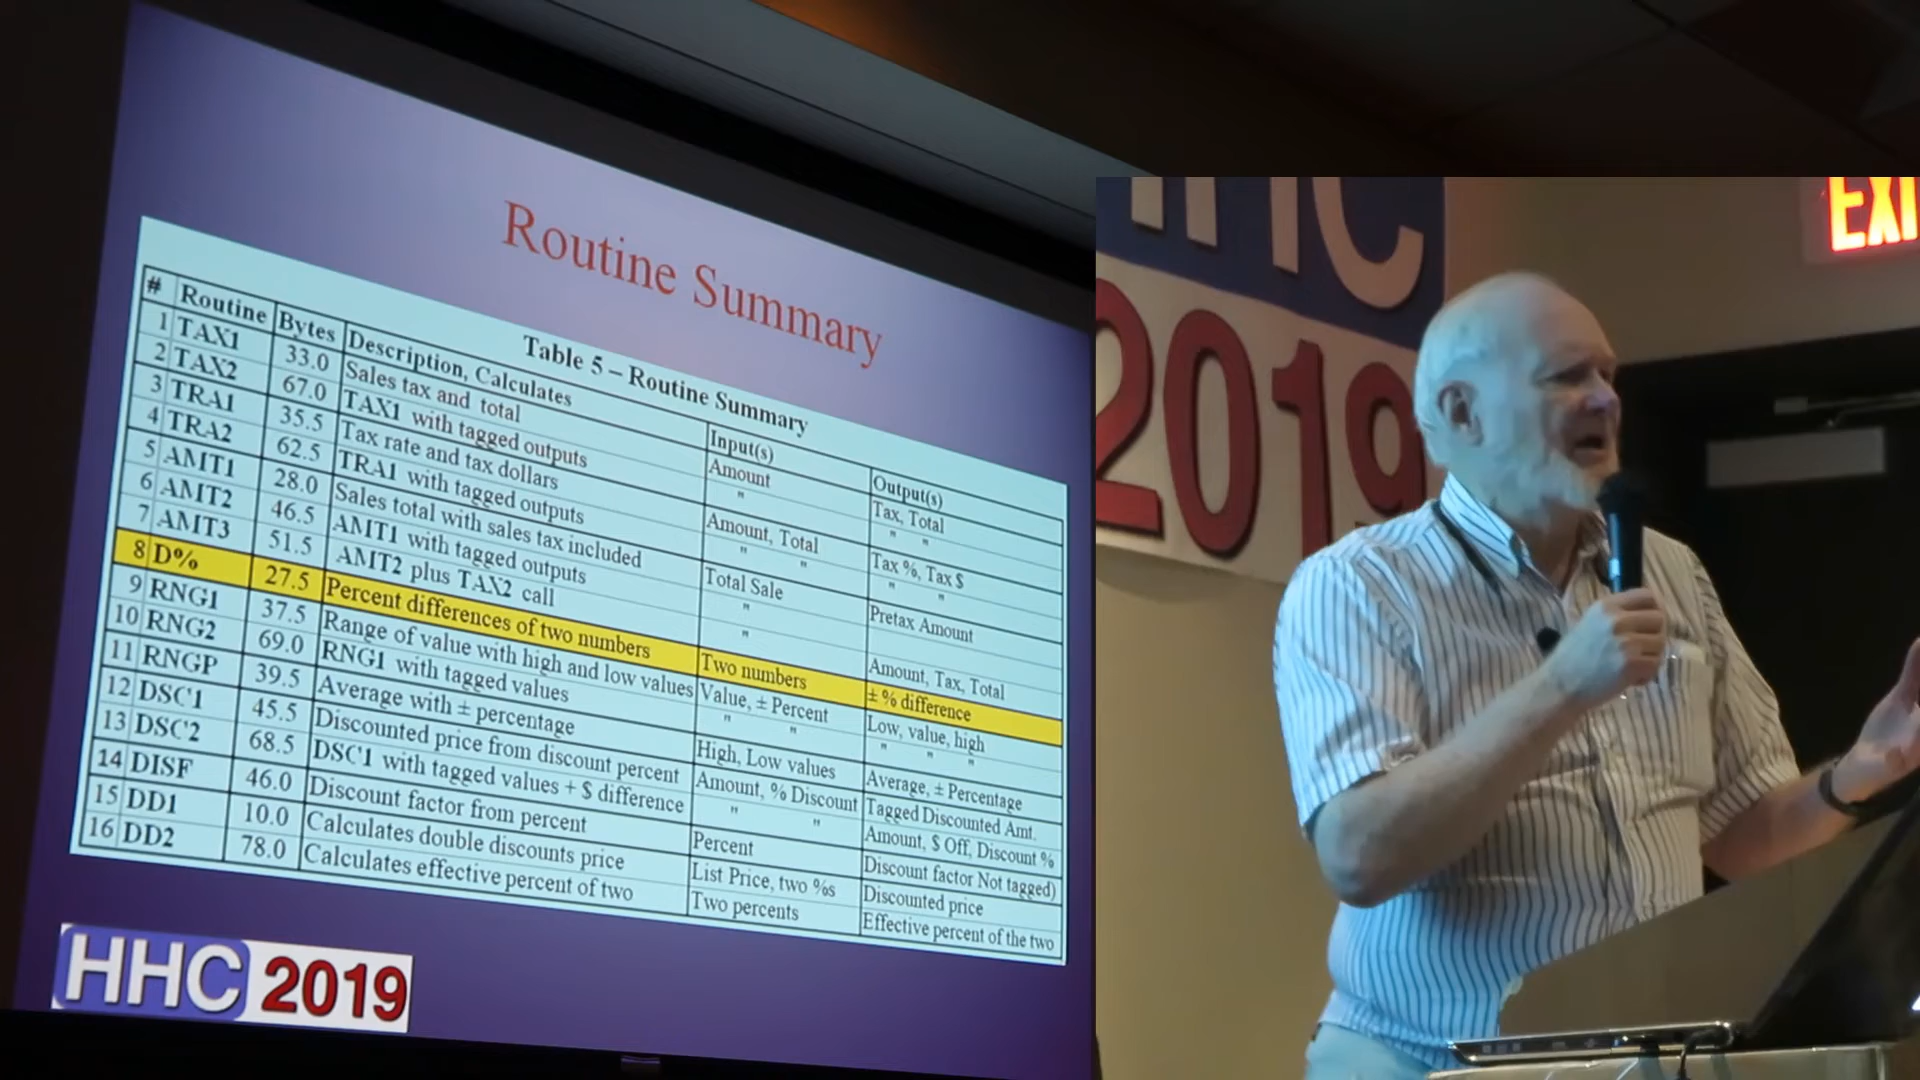 Routine Summary
Table 5 – Routine Summary
# Routine Bytes Description, Calculates Input(s) Output(s)
1 TAX1 33.0 Sales tax and total Amount Tax, Total
2 TAX2 67.0 TAX1 with tagged outputs " " "
3 TRA1 35.5 Tax rate and tax dollars Amount, Total Tax %, Tax $
4 TRA2 62.5 TRA1 with tagged outputs " " " "
5 AMT1 28.0 Sales total with sales tax included Total Sale Pretax Amount
6 AMT2 46.5 AMT1 with tagged outputs "
7 AMT3 51.5 AMT2 plus TAX2 call " Amount, Tax, Total
8 D% 27.5 Percent differences of two numbers Two numbers ± % difference
9 RNG1 37.5 Range of value with high and low values Value, ± Percent Low, value, high
10 RNG2 69.0 RNG1 with tagged values " " " " "
11 RNGP 39.5 Average with ± percentage High, Low values Average, ± Percentage
12 DSC1 45.5 Discounted price from discount percent Amount, % Discount Tagged Discounted Amt.
13 DSC2 68.5 DSC1 with tagged values + $ difference " " Amount, $ Off, Discount %
14 DISF 46.0 Discount factor from percent Percent Discount factor Not tagged)
15 DD1 10.0 Calculates double discounts price List Price, two %s Discounted price
16 DD2 78.0 Calculates effective percent of two Two percents Effective percent of the two
HHC 2019
HHC
2019
EXI